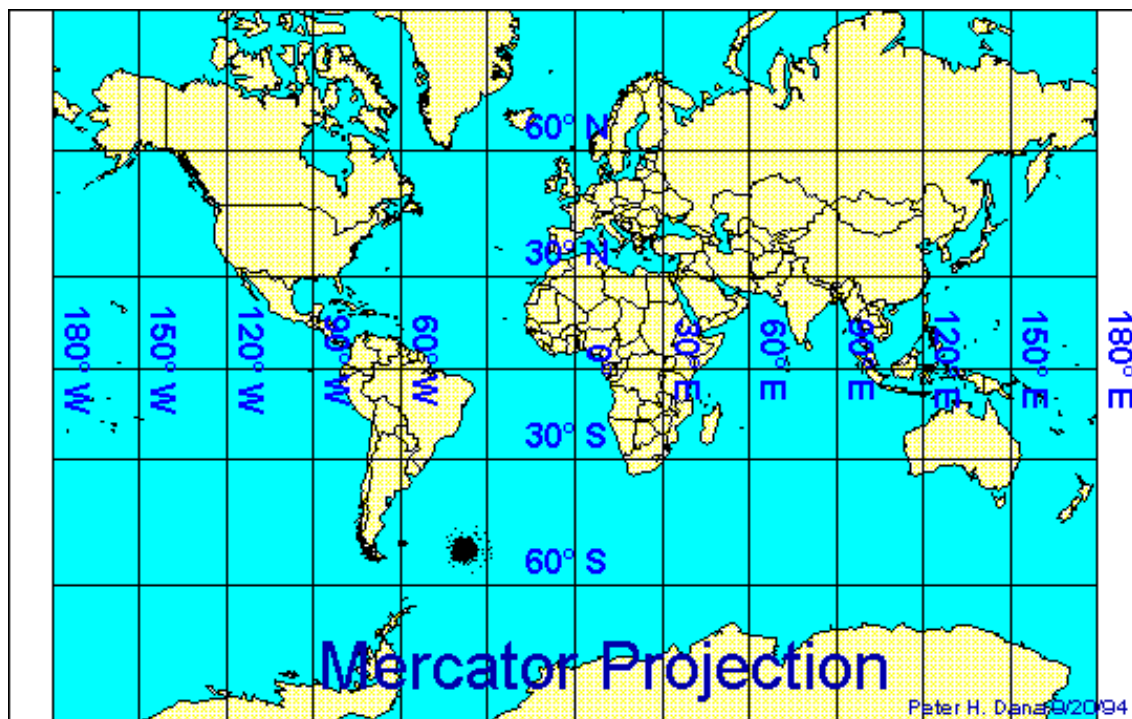 60° N
30° N
180° W
150° W
120° W
90° W
60° W
0°
30° E
60° E
90° E
120° E
150° E
180° E
30° S
60° S
Mercator Projection
Peter H. Dana 9/20/94